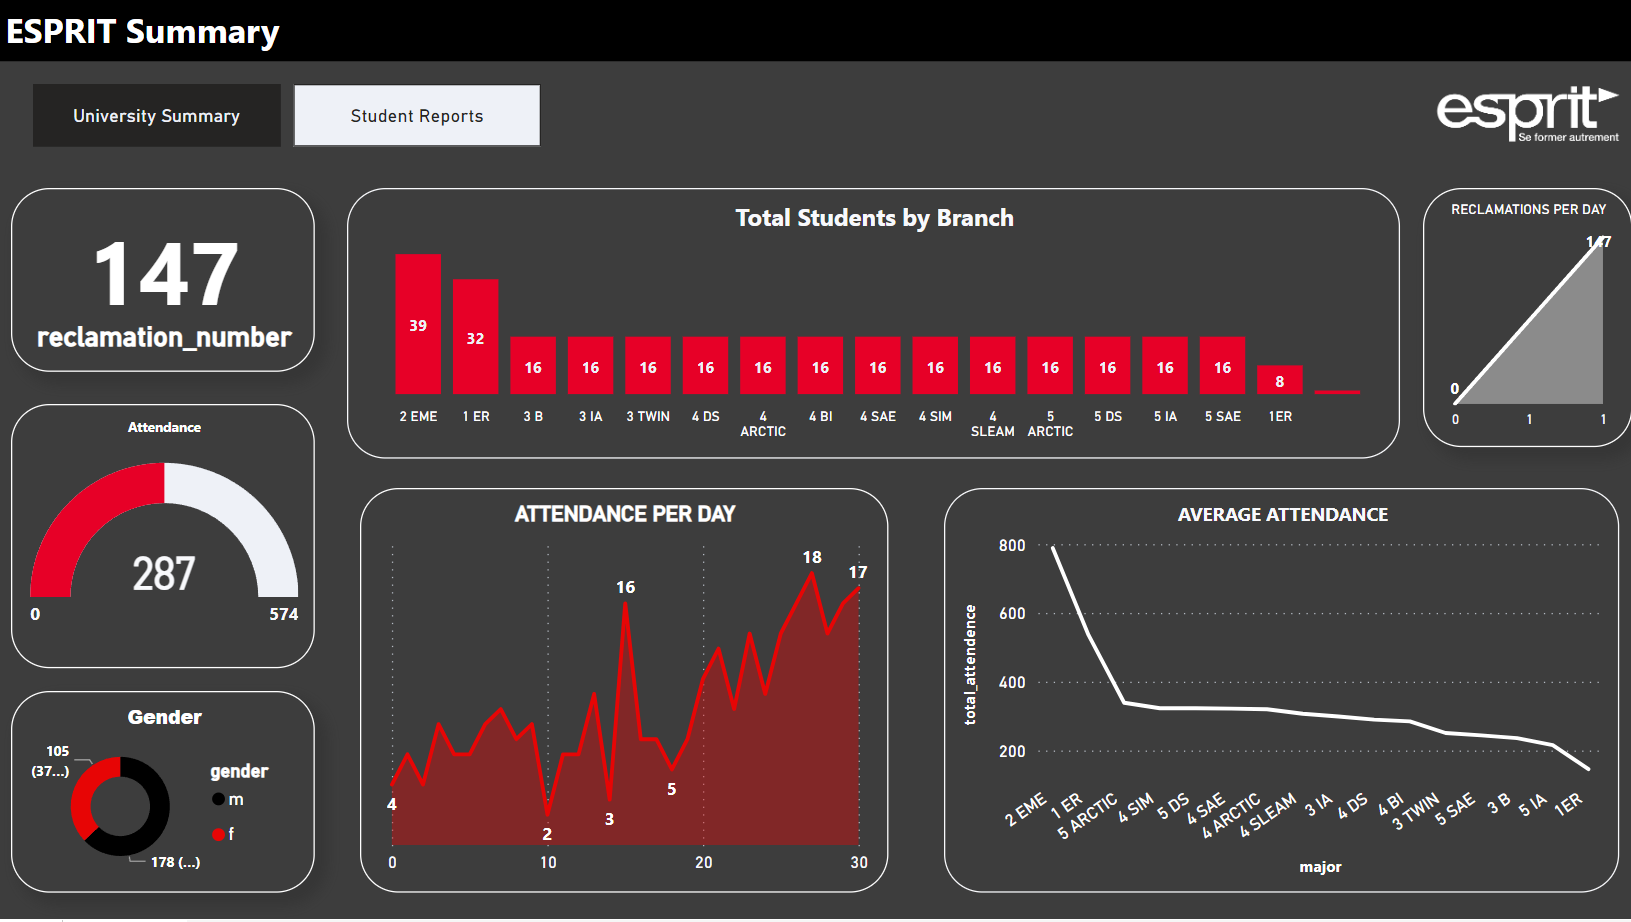 ESPRIT Summary
University Summary
Student Reports
esprit
Se former autrement
147
reclamation_number
Total Students by Branch
39
32
16
16
16
16
16
16
16
16
16
16
16
16
16
8
2 EME
1 ER
3 B
3 IA
3 TWIN
4 DS
4
ARCTIC
4 BI
4 SAE
4 SIM
4
SLEAM
5
ARCTIC
5 DS
5 IA
5 SAE
1ER
RECLAMATIONS PER DAY
147
0
0
1
1
Attendance
287
0
574
Gender
105
(37...)
178 (...)
gender
m
f
ATTENDANCE PER DAY
18
17
16
4
5
3
2
0
10
20
30
AVERAGE ATTENDANCE
800
600
400
200
total_attendence
2 EME
1 ER
5 ARCTIC
4 SIM
5 DS
4 SAE
4 ARCTIC
4 SLEAM
3 IA
4 DS
4 BI
3 TWIN
5 SAE
3 B
5 IA
1ER
major